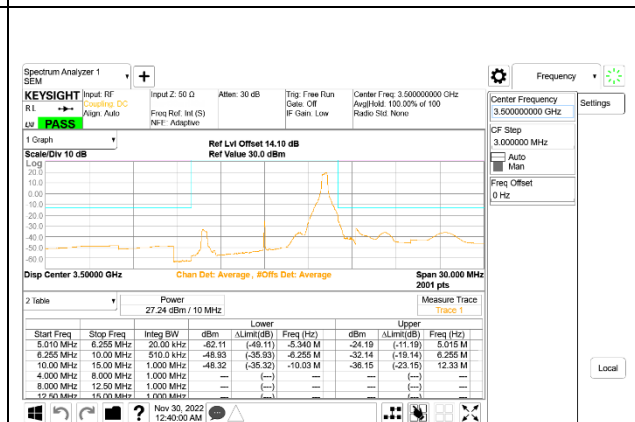 Spectrum Analyzer 1
SEM
+
Frequency
KEYSIGHT Input: RF Input Z: 50 Ω Atten: 30 dB Trig: Free Run Center Freq: 3.500000000 GHz
RL Coupling: DC Gate: Off Avg|Hold: 100.00% of 100
Align: Auto Freq Ref: Int (S) IF Gain: Low Radio Std: None
PASS NFE: Adaptive
Center Frequency
3.500000000 GHz
Settings
CF Step
3.000000 MHz
Auto
Man
Freq Offset
0 Hz
1 Graph
Ref Lvl Offset 14.10 dB
Scale/Div 10 dB Ref Value 30.0 dBm
Log
20.0
10.0
0.00
-10.0
-20.0
-30.0
-40.0
-50.0
-60.0
Disp Center 3.50000 GHz Chan Det: Average , #Offs Det: Average Span 30.000 MHz
2001 pts
2 Table Power Measure Trace
27.24 dBm / 10 MHz Trace 1
Lower Upper
Start Freq Stop Freq Integ BW dBm ΔLimit(dB) Freq (Hz) dBm ΔLimit(dB) Freq (Hz)
5.010 MHz 6.255 MHz 20.00 kHz -62.11 (-49.11) -5.340 M -24.19 (-11.19) 5.015 M
6.255 MHz 10.00 MHz 510.0 kHz -48.93 (-35.93) -6.255 M -32.14 (-19.14) 6.255 M
10.00 MHz 15.00 MHz 1.000 MHz -48.32 (-35.32) -10.03 M -36.15 (-23.15) 12.33 M
4.000 MHz 8.000 MHz 1.000 MHz --- (---) --- --- (---) ---
8.000 MHz 12.50 MHz 1.000 MHz --- (---) --- --- (---) ---
12.50 MHz 15.00 MHz 1.000 MHz --- (---) --- --- (---) ---
Local
? Nov 30, 2022
12:40:00 AM